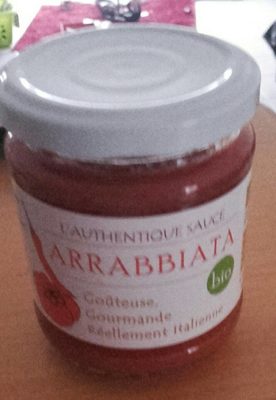 L'AUTHENTIQUE SAUCE
ARRABBIATA
bio
Goûteuse,
Gourmande
Réellement Italienne